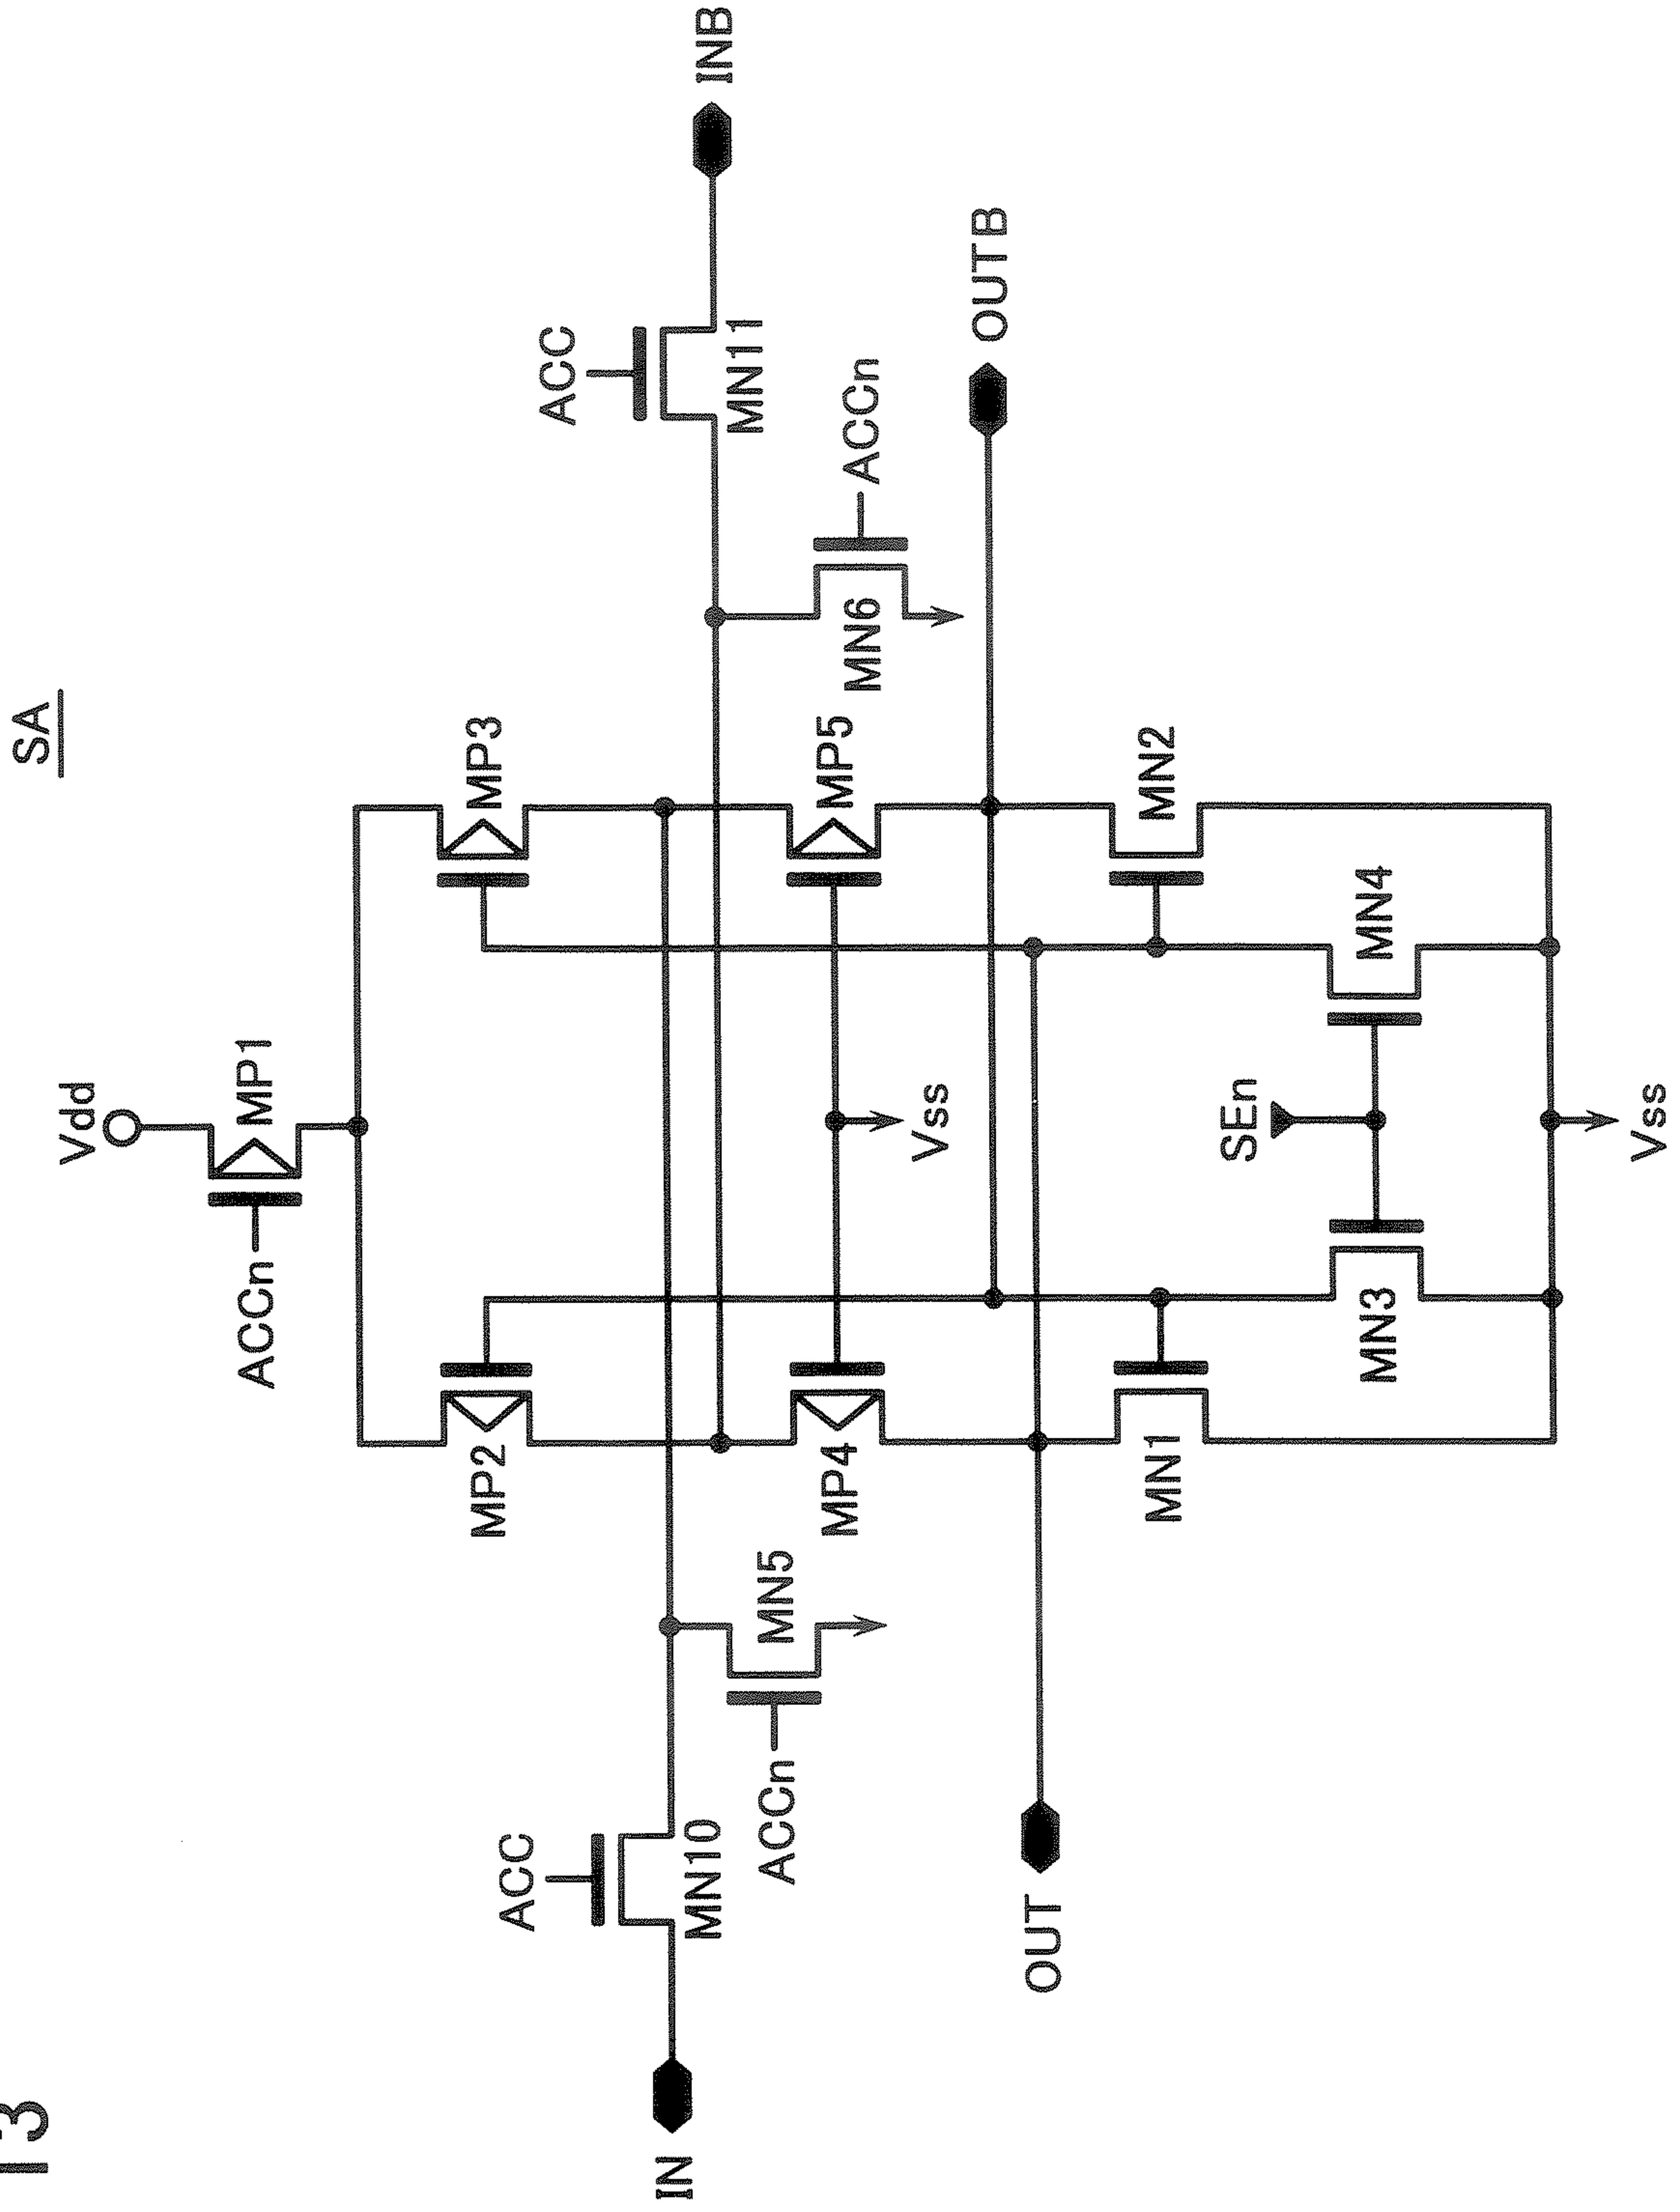 13
SA
Vdd
ACCn
MP1
MP2
MP3
ACC
MN10
ACC
MN11
IN
INB
ACCn
MN5
MN6
ACCn
MP4
MP5
Vss
OUT
OUTB
MN1
MN2
SEn
MN3
MN4
Vss